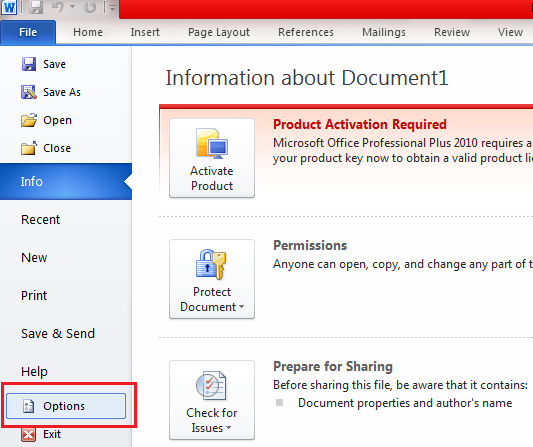 File Home Insert Page Layout References Mailings Review View
Save
Save As
Open
Close
Info
Recent
New
Print
Save & Send
Help
Options
Exit
Information about Document1
Activate
Product
Product Activation Required
Microsoft Office Professional Plus 2010 requires a
your product key now to obtain a valid product li
Protect
Document
Permissions
Anyone can open, copy, and change any part of t
Check for
Issues
Prepare for Sharing
Before sharing this file, be aware that it contains:
Document properties and author's name